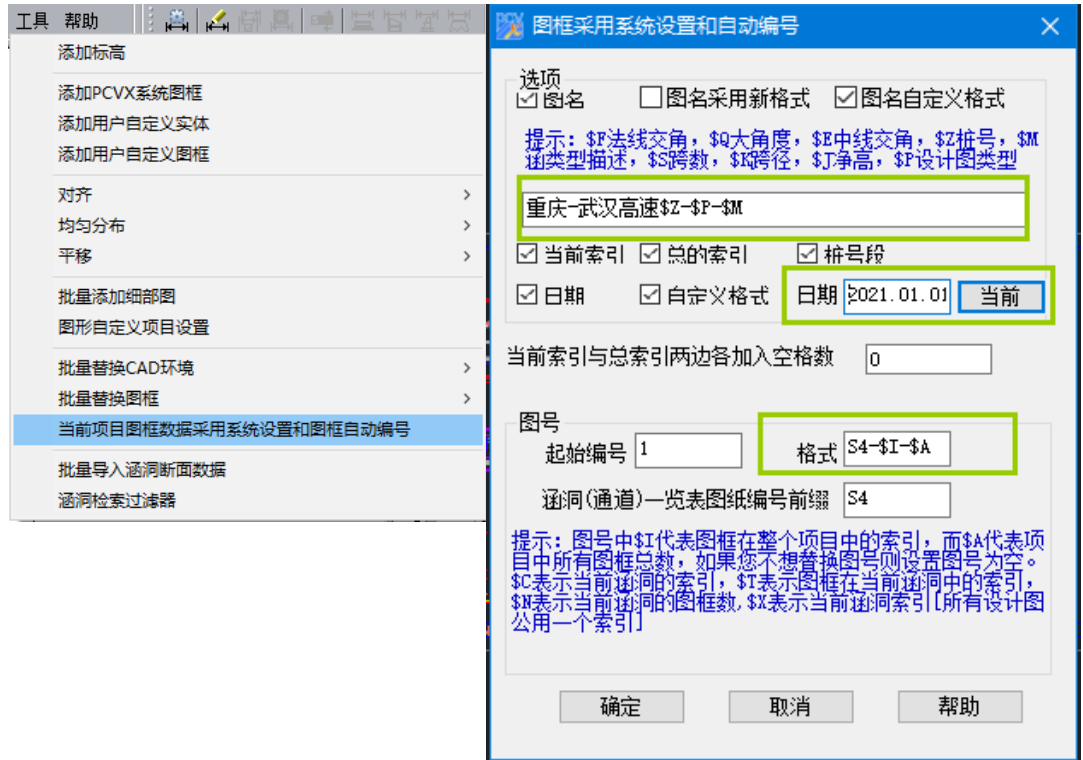 工具 帮助
添加标高
添加PCVX系统图框
添加用户自定义实体
添加用户自定义图框
对齐
均匀分布
平移
批量添加细部图
图形自定义项目设置
批量替换CAD环境
批量替换图框
当前项目图框数据采用系统设置和图框自动编号
批量导入涵洞断面数据
涵洞检索过滤器
图框采用系统设置和自动编号
选项
图名 图名采用新格式 图名自定义格式
提示：$F法线交角，$Q大角度，$E中线交角，$Z桩号，$M
涵类型描述，$S跨数，$K跨径，$J净高，$P设计图类型
重庆-武汉高速$Z-$P-$M
当前索引 总的索引 桩号段
日期 自定义格式 日期 2021.01.01 当前
当前索引与总索引两边各加入空格数 0
图号
起始编号 1 格式 S4-$I-$A
涵洞(通道)一览表图纸编号前缀 S4
提示：图号中$I代表图框在整个项目中的索引，而$A代表项
目中所有图框总数，如果您不想替换图号则设置图号为空。
$C表示当前涵洞的索引，$T表示图框在当前涵洞中的索引，
$N表示当前涵洞的图框数,$X表示当前涵洞索引[所有设计图
公用一个索引]
确定 取消 帮助